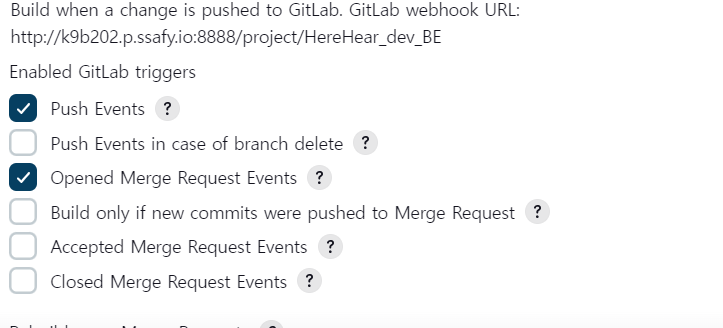 Build when a change is pushed to GitLab. GitLab webhook URL:
http://k9b202.p.ssafy.io:8888/project/HereHear_dev_BE
Enabled GitLab triggers
Push Events ?
Push Events in case of branch delete ?
Opened Merge Request Events ?
Build only if new commits were pushed to Merge Request ?
Accepted Merge Request Events ?
Closed Merge Request Events ?